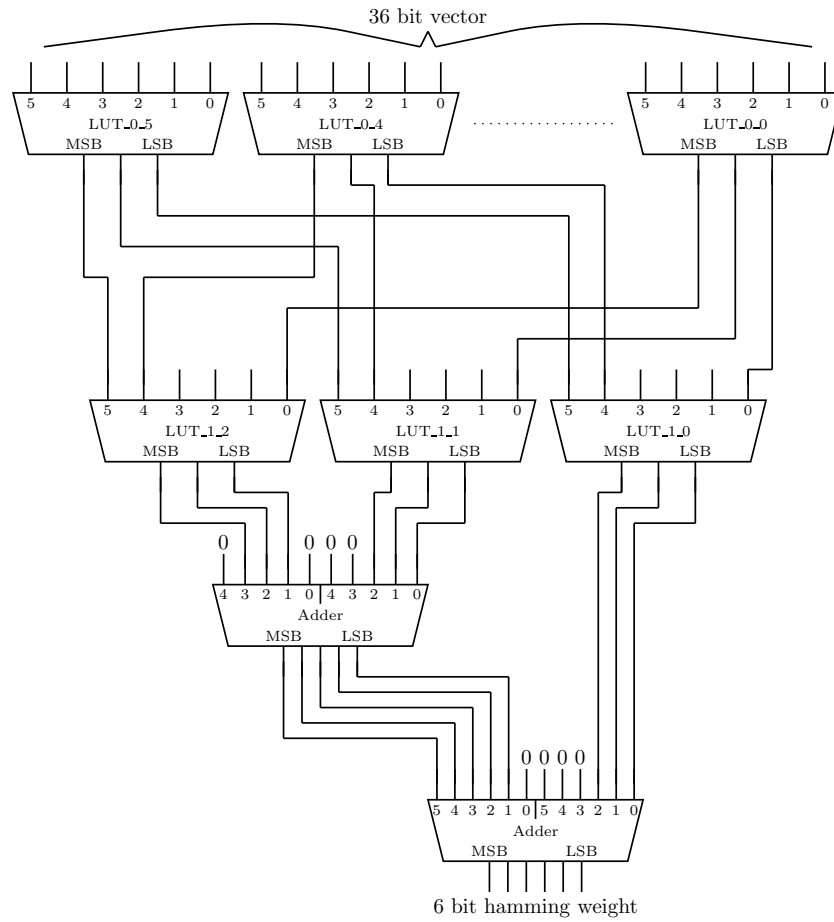 36 bit vector
5 4 3 2 1 0 5 4 3 2 1 0 5 4 3 2 1 0
LUT_0_5 LUT_0_4 LUT_0_0
MSB LSB MSB LSB MSB LSB
5 4 3 2 1 0 5 4 3 2 1 0 5 4 3 2 1 0
LUT_1_2 LUT_1_1 LUT_1_0
MSB LSB MSB LSB MSB LSB
0 0 0 0
4 3 2 1 0 4 3 2 1 0
Adder
MSB LSB
0 0 0 0
5 4 3 2 1 0 5 4 3 2 1 0
Adder
MSB LSB
6 bit hamming weight